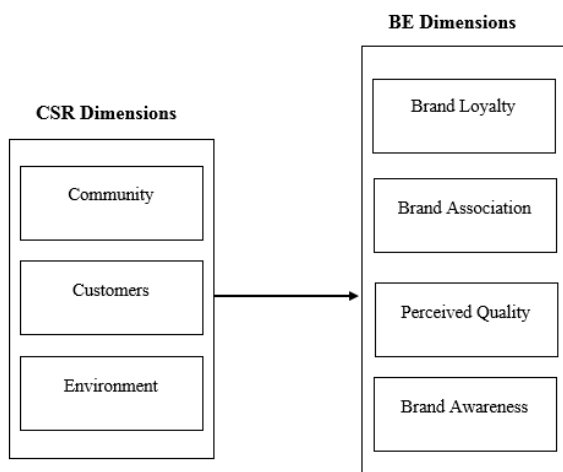 BE Dimensions
CSR Dimensions
Community
Customers
Environment
Brand Loyalty
Brand Association
Perceived Quality
Brand Awareness